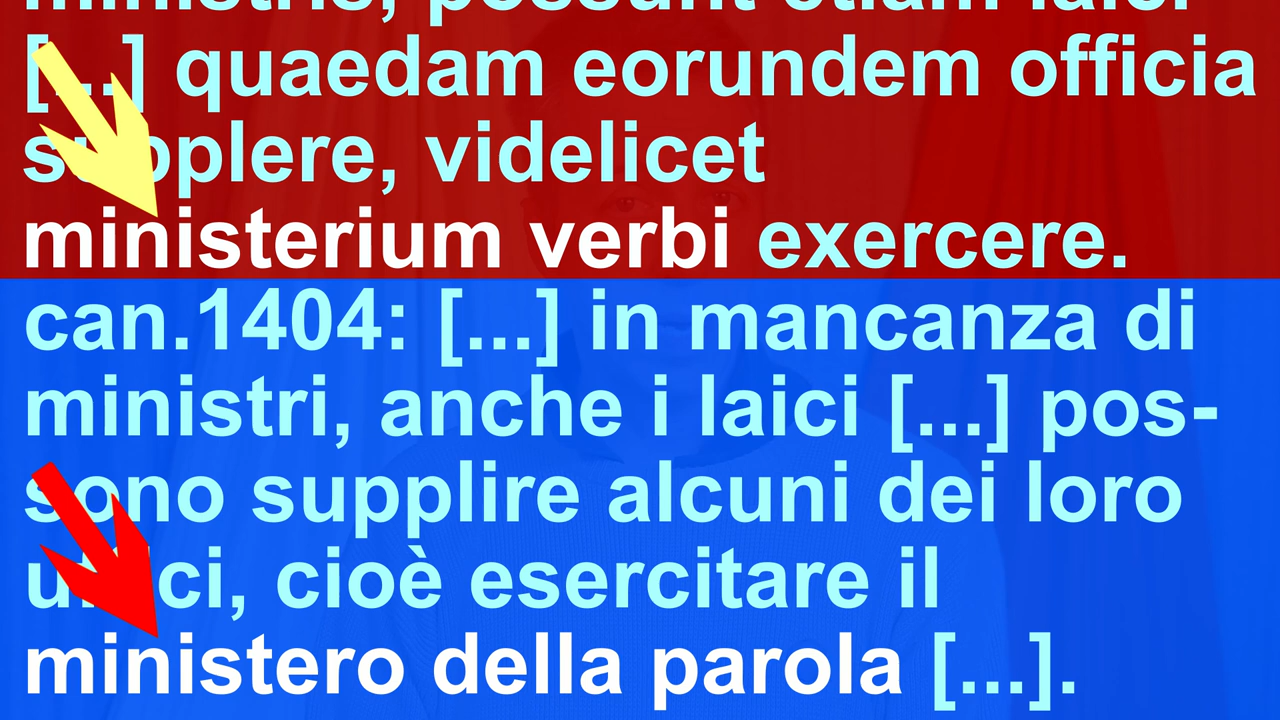 ministris, possunt etiam laici
[...] quaedam eorundem officia
supplere, videlicet
ministerium verbi exercere.
can.1404: [...] in mancanza di
ministri, anche i laici [...] pos-
sono supplire alcuni dei loro
uffici, cioè esercitare il
ministero della parola [...].